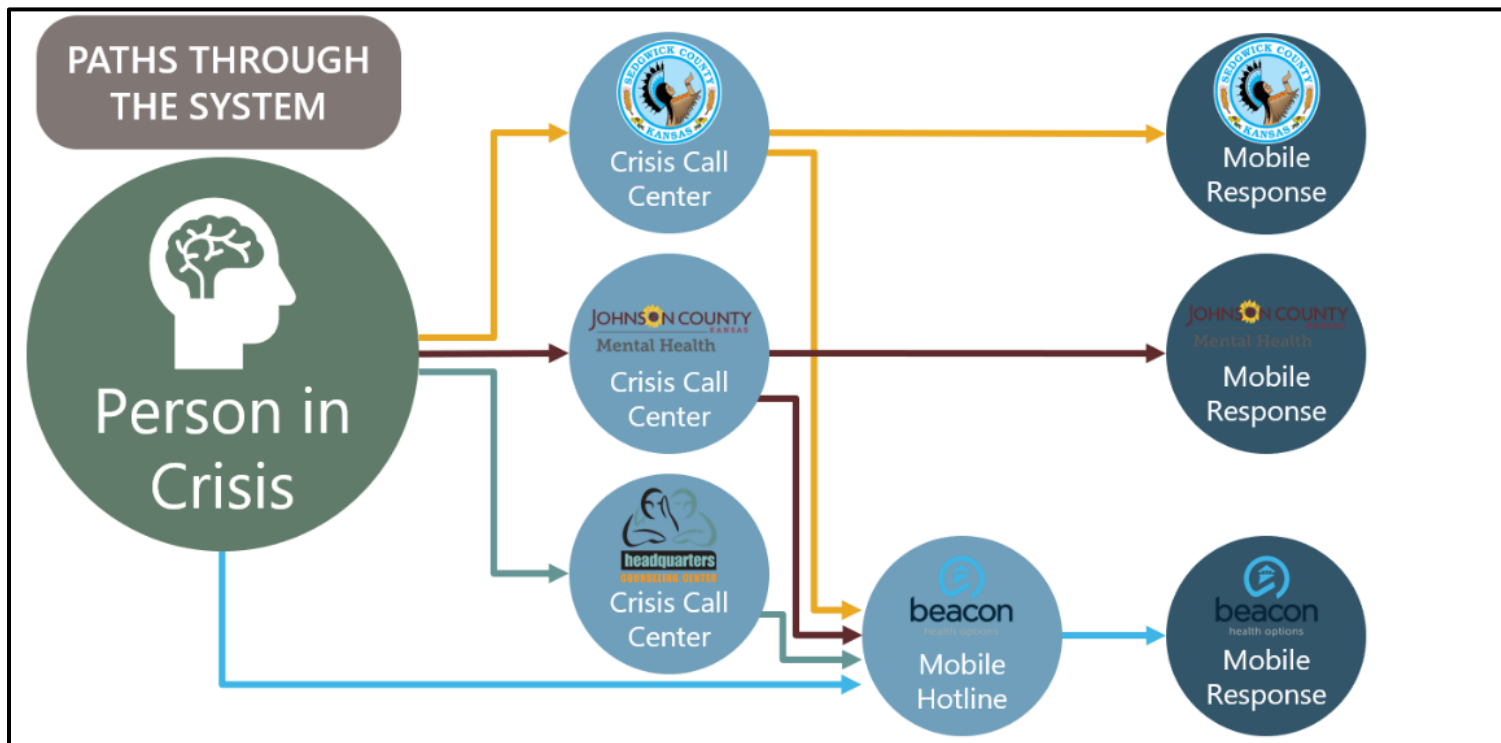 PATHS THROUGH
THE SYSTEM
Person in
Crisis
SEDGWICK COUNTY
KANSAS
Crisis Call
Center
SEDGWICK COUNTY
KANSAS
Mobile
Response
JOHNSON COUNTY
KANSAS
Mental Health
Crisis Call
Center
JOHNSON COUNTY
KANSAS
Mental Health
Mobile
Response
headquarters
COUNSELING CENTER
Crisis Call
Center
beacon
health options
Mobile
Hotline
beacon
health options
Mobile
Response